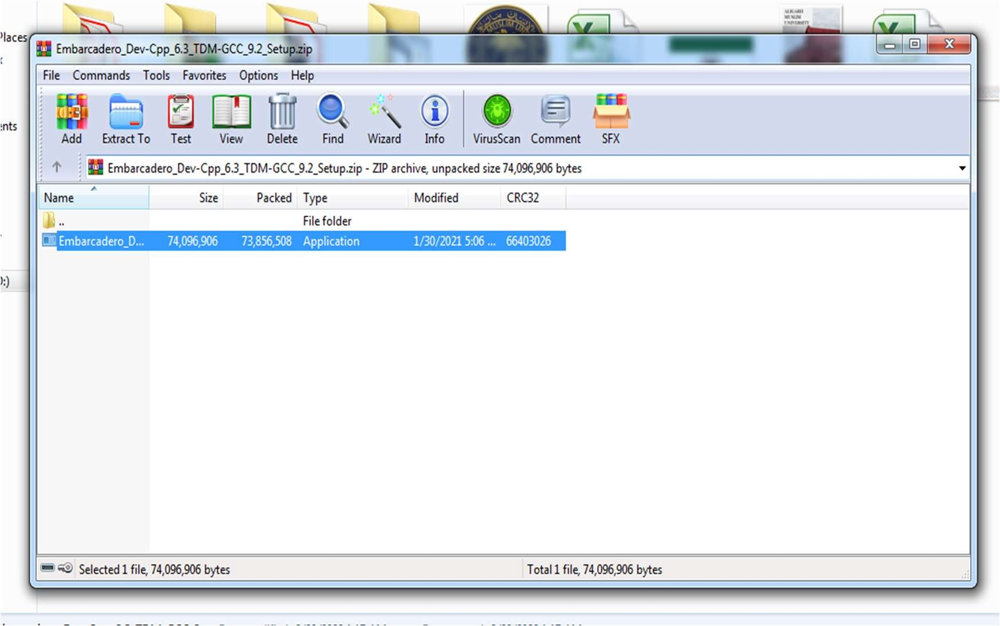 ALIGARH
MUSLIM
UNIVERSITY
Places
Embarcadero_Dev-Cpp_6.3_TDM-GCC_9.2_Setup.zip
File Commands Tools Favorites Options Help
Add Extract To Test View Delete Find Wizard Info VirusScan Comment SFX
Embarcadero_Dev-Cpp_6.3_TDM-GCC_9.2_Setup.zip - ZIP archive, unpacked size 74,096,906 bytes
Name Size Packed Type Modified CRC32
.. File folder
Embarcadero_D... 74,096,906 73,856,508 Application 1/30/2021 5:06 ... 66403026
Selected 1 file, 74,096,906 bytes Total 1 file, 74,096,906 bytes